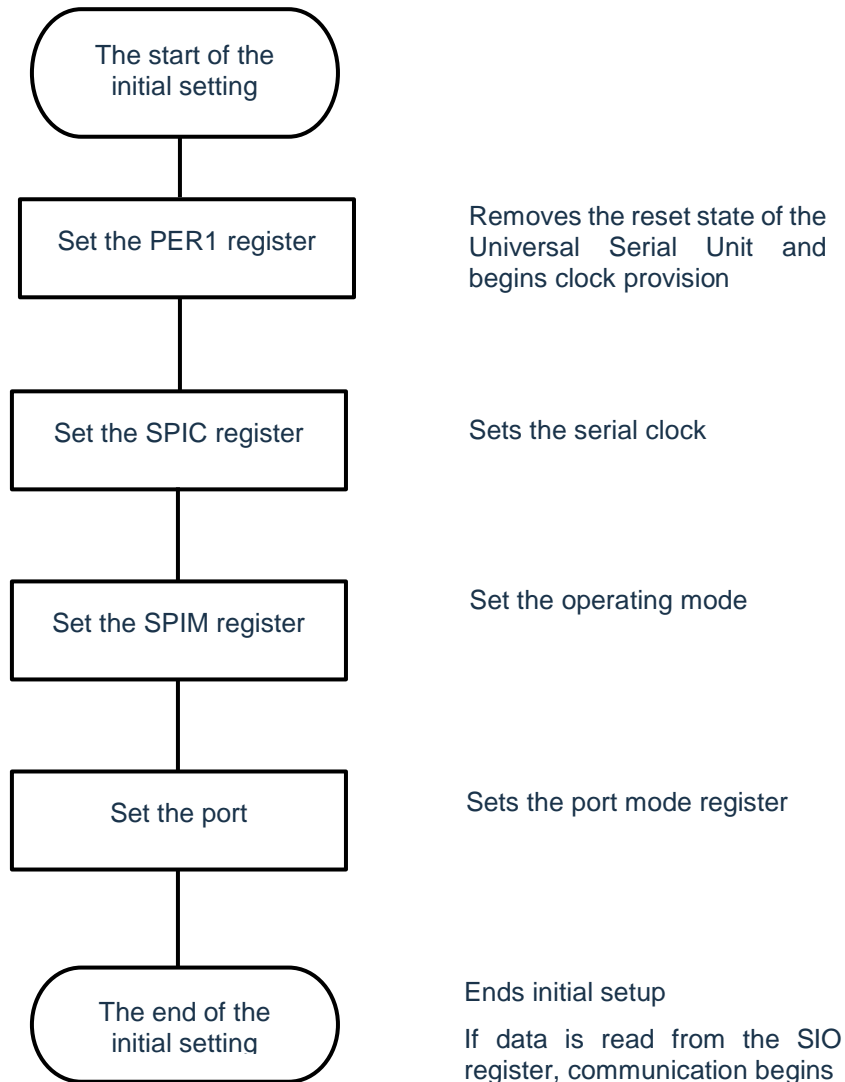 The start of the
initial setting
Set the PER1 register
Removes the reset state of the
Universal Serial Unit and
begins clock provision
Set the SPIC register
Sets the serial clock
Set the SPIM register
Set the operating mode
Set the port
Sets the port mode register
The end of the
initial setting
Ends initial setup
If data is read from the SIO
register, communication begins